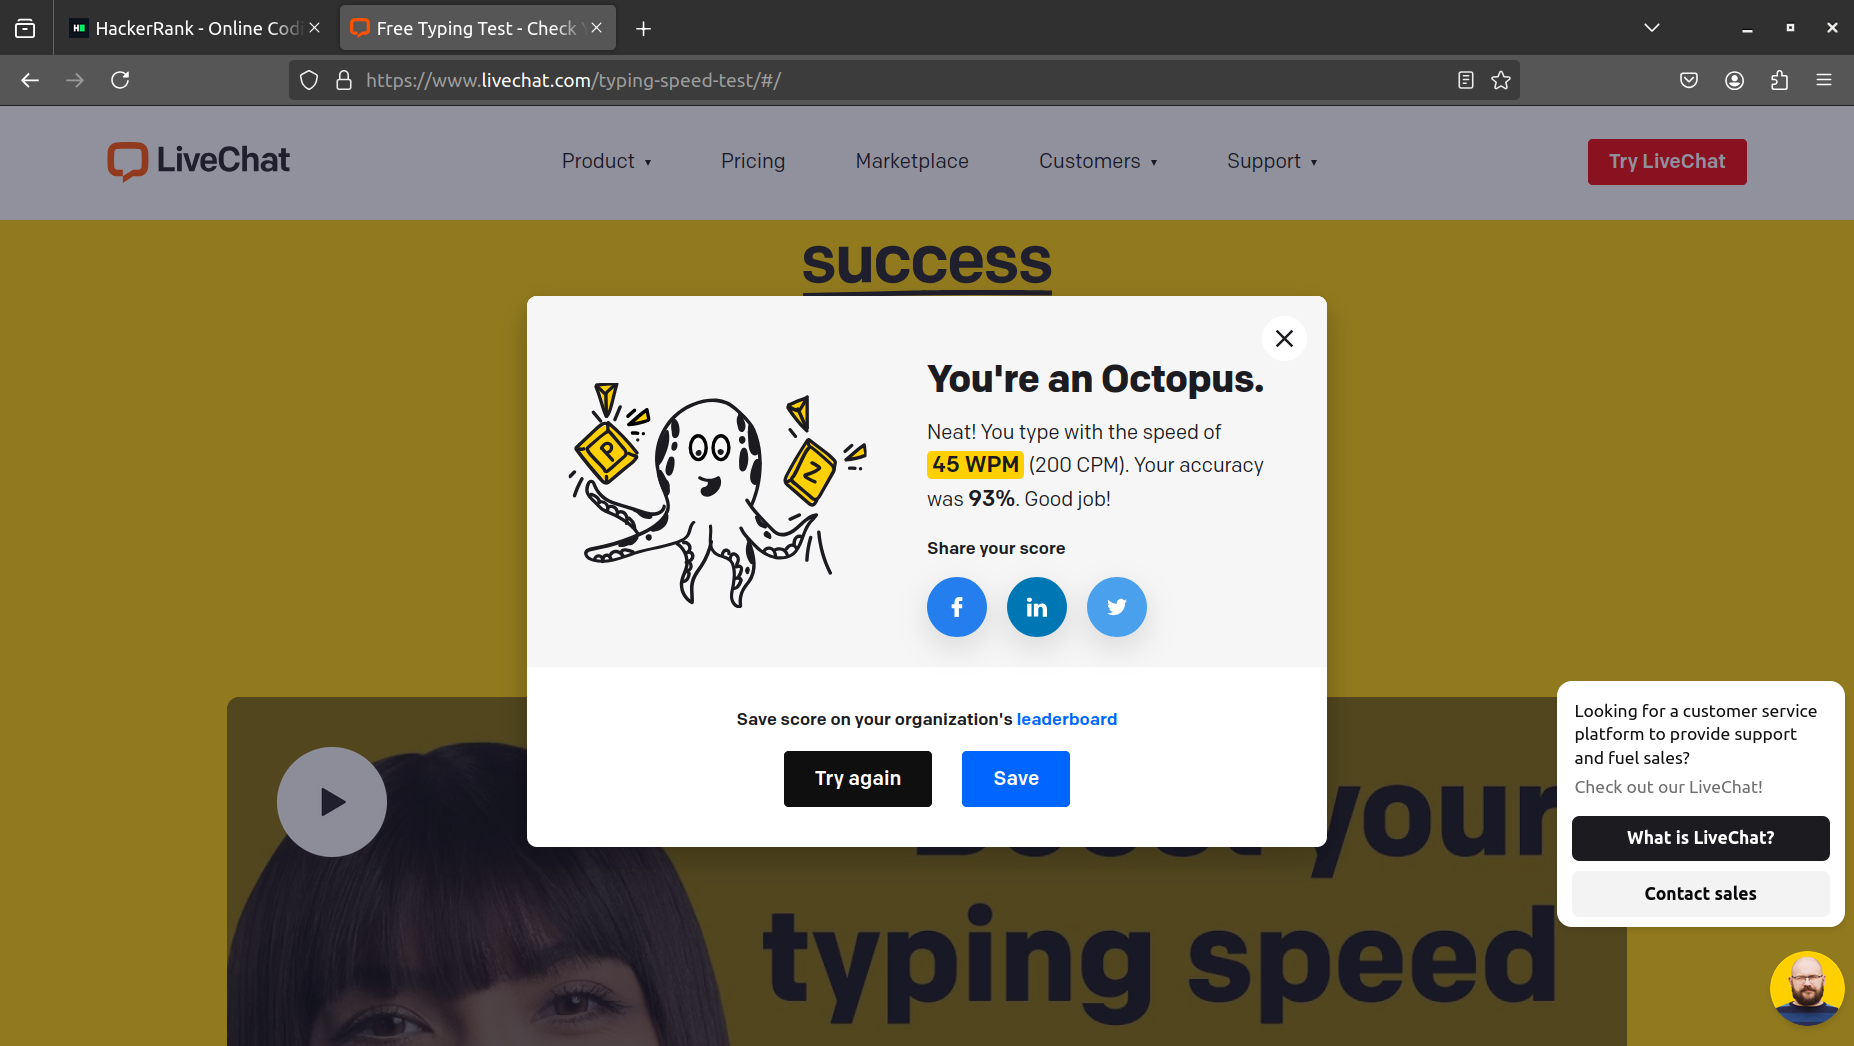 HackerRank - Online Codi
Free Typing Test - Check Y
https://www.livechat.com/typing-speed-test/#/
LiveChat
Product
Pricing
Marketplace
Customers
Support
Try LiveChat
success
You're an Octopus.
Neat! You type with the speed of
45 WPM (200 CPM). Your accuracy
was 93%. Good job!
P
Z
Share your score
f
in
Save score on your organization's leaderboard
Try again
Save
your
typing speed
Looking for a customer service
platform to provide support
and fuel sales?
Check out our LiveChat!
What is LiveChat?
Contact sales